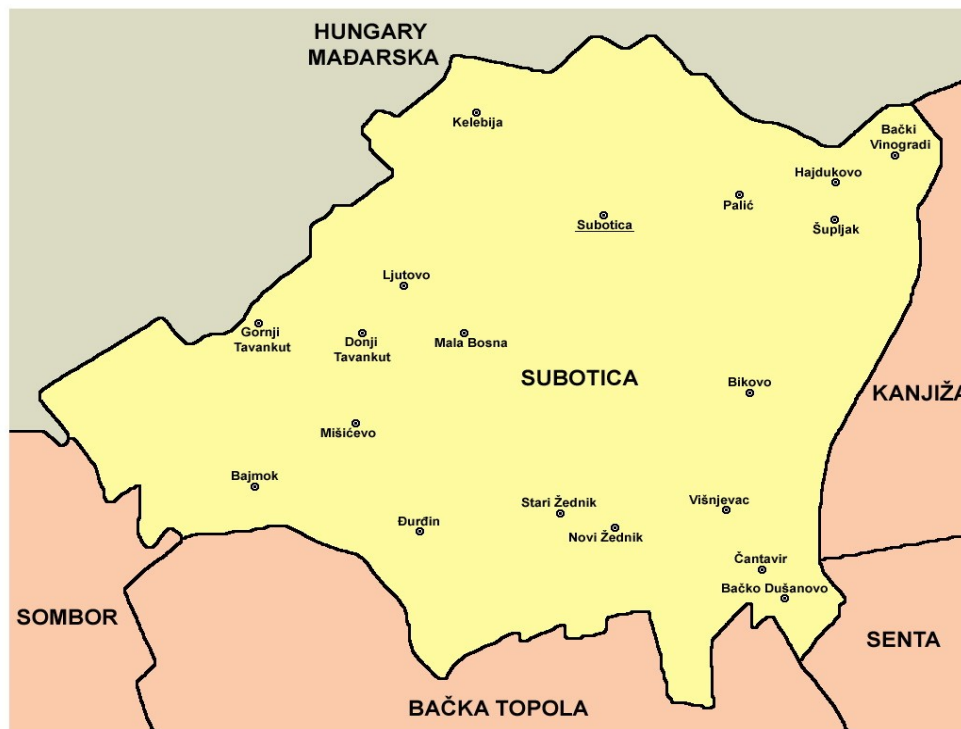 HUNGARY
MAĐARSKA
Kelebija
Bački
Vinogradi
Hajdukovo
Palić
Subotica
Šupljak
Ljutovo
Gornji
Tavankut
Donji
Tavankut
Mala Bosna
SUBOTICA
Bikovo
KANJIŽA
Mišićevo
Bajmok
Đurđin
Stari Žednik
Novi Žednik
Višnjevac
Čantavir
Bačko Dušanovo
SOMBOR
SENTA
BAČKA TOPOLA